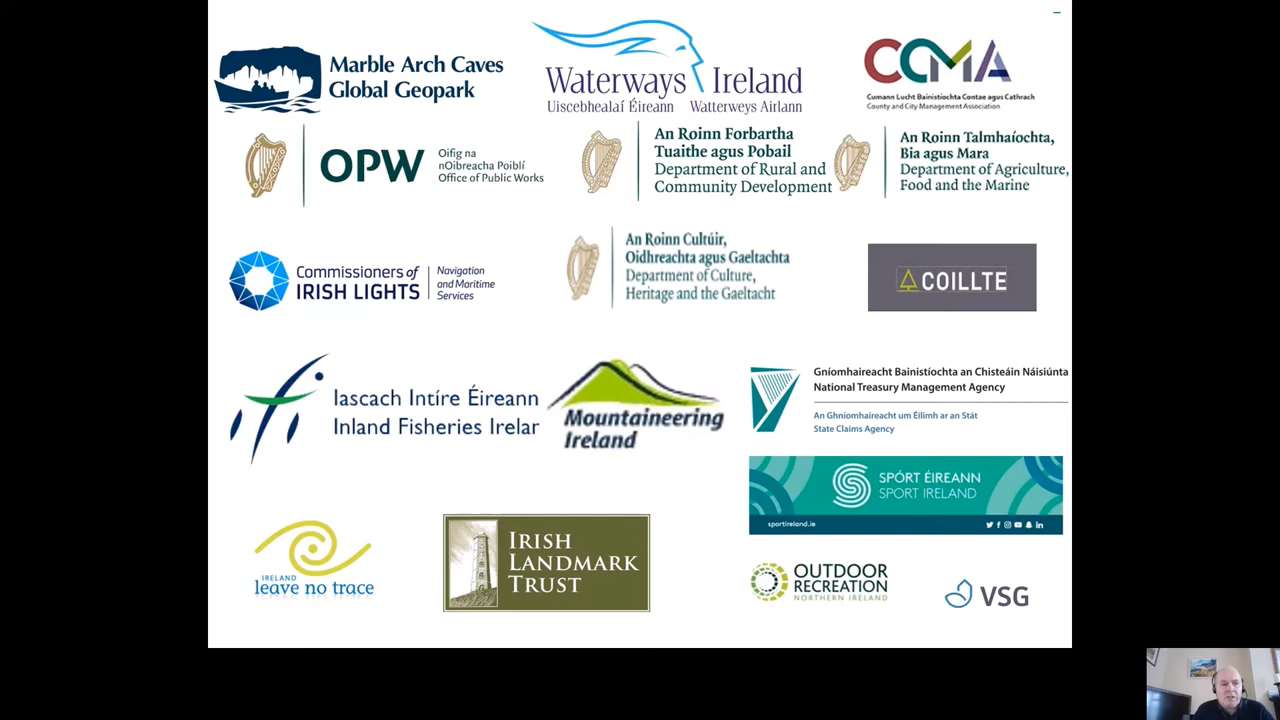 Marble Arch Caves
Global Geopark
Waterways Ireland
Uiscebhealaí Éireann Watterweys Airlann
CCMA
Cumann Lucht Bainistíochta Contae agus Cathrach
County and City Management Association
OPW
Oifig na
nOibreacha Poiblí
Office of Public Works
An Roinn Forbartha
Tuaithe agus Pobail
Department of Rural and
Community Development
An Roinn Talmhaíochta,
Bia agus Mara
Department of Agriculture,
Food and the Marine
Commissioners of
IRISH LIGHTS
Navigation
and Maritime
Services
An Roinn Cultúir,
Oidhreachta agus Gaeltachta
Department of Culture,
Heritage and the Gaeltacht
COILLTE
Iascach Intíre Éireann
Inland Fisheries Irelar
Mountaineering
Ireland
Gníomhaireacht Bainistíochta an Chisteáin Náisiúnta
National Treasury Management Agency
An Ghníomhaireacht um Éilimh ar an Stát
State Claims Agency
SPÓRT ÉIREANN
SPORT IRELAND
sportireland.ie
IRELAND
leave no trace
IRISH
LANDMARK
TRUST
OUTDOOR
RECREATION
NORTHERN IRELAND
VSG